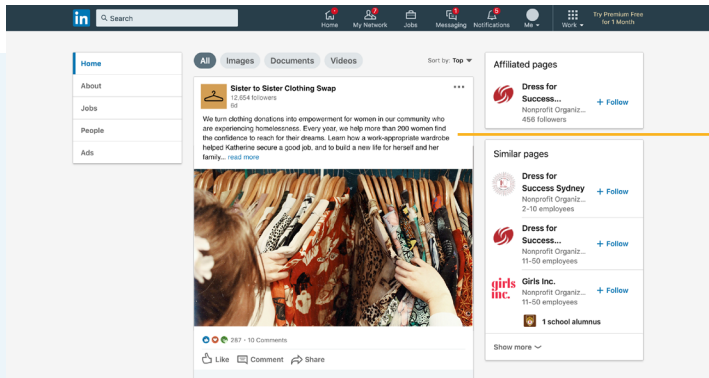 in
Search
Home
My Network
7
Jobs
Messaging
1
Notifications
5
Me
Work
Try Premium Free
for 1 Month
Home
About
Jobs
People
Ads
All
Images
Documents
Videos
Sort by: Top
Sister to Sister Clothing Swap
12,654 followers
6d
We turn clothing donations into empowerment for women in our community who
are experiencing homelessness. Every year, we help more than 200 women find
the confidence to reach for their dreams. Learn how a work-appropriate wardrobe
helped Katherine secure a good job, and to build a new life for herself and her
family... read more
287 · 10 Comments
Like
Comment
Share
Affiliated pages
Dress for
Success...
Nonprofit Organiz...
456 followers
+ Follow
Similar pages
Dress for
Success Sydney
Nonprofit Organiz...
2-10 employees
+ Follow
Dress for
Success...
Nonprofit Organiz...
11-50 employees
+ Follow
girls
inc.
Girls Inc.
Nonprofit Organiz...
11-50 employees
+ Follow
1 school alumnus
Show more